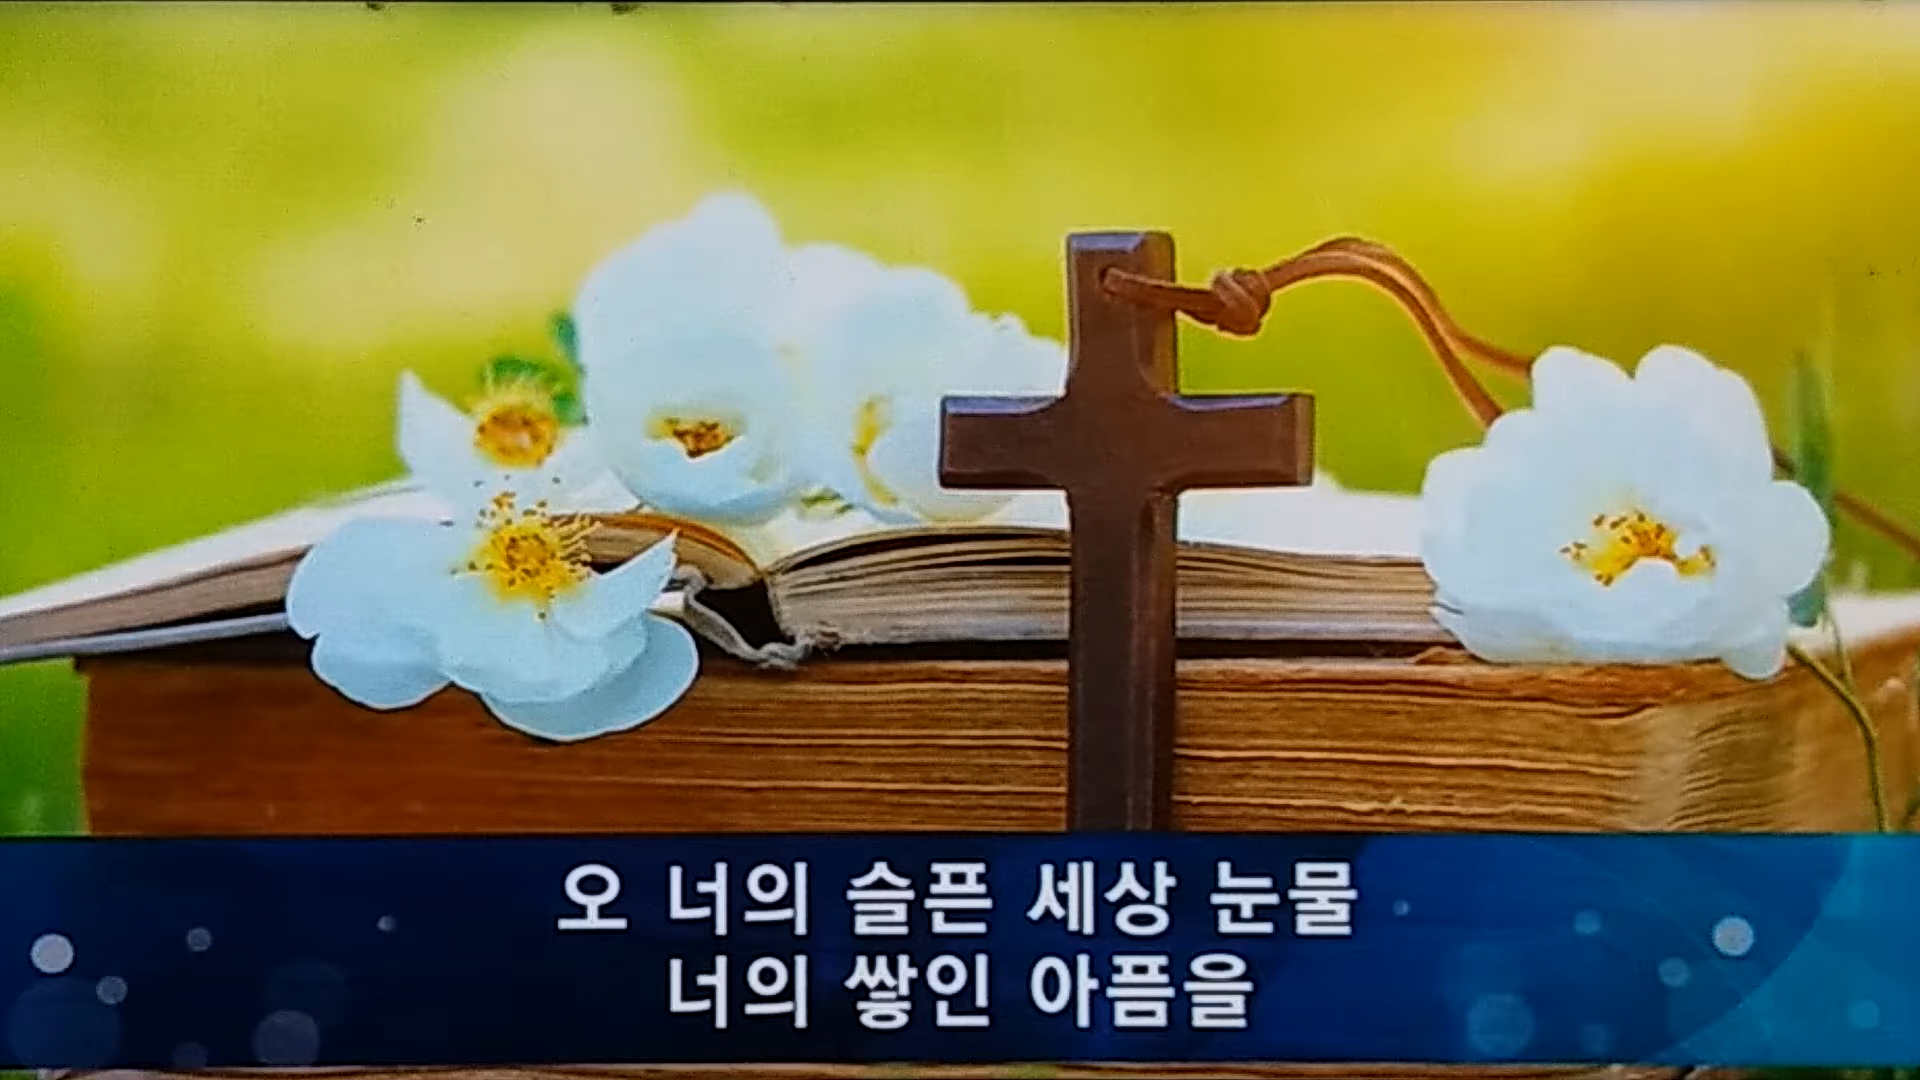 오 너의 슬픈 세상 눈물
너의 쌓인 아픔을